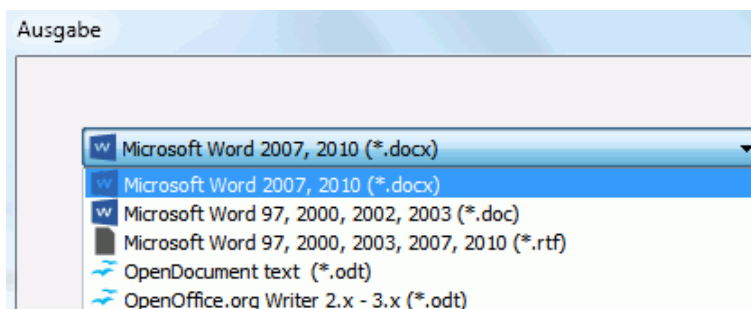 Ausgabe
Microsoft Word 2007, 2010 (*.docx)
Microsoft Word 2007, 2010 (*.docx)
Microsoft Word 97, 2000, 2002, 2003 (*.doc)
Microsoft Word 97, 2000, 2003, 2007, 2010 (*.rtf)
OpenDocument text (*.odt)
OpenOffice.org Writer 2.x - 3.x (*.odt)